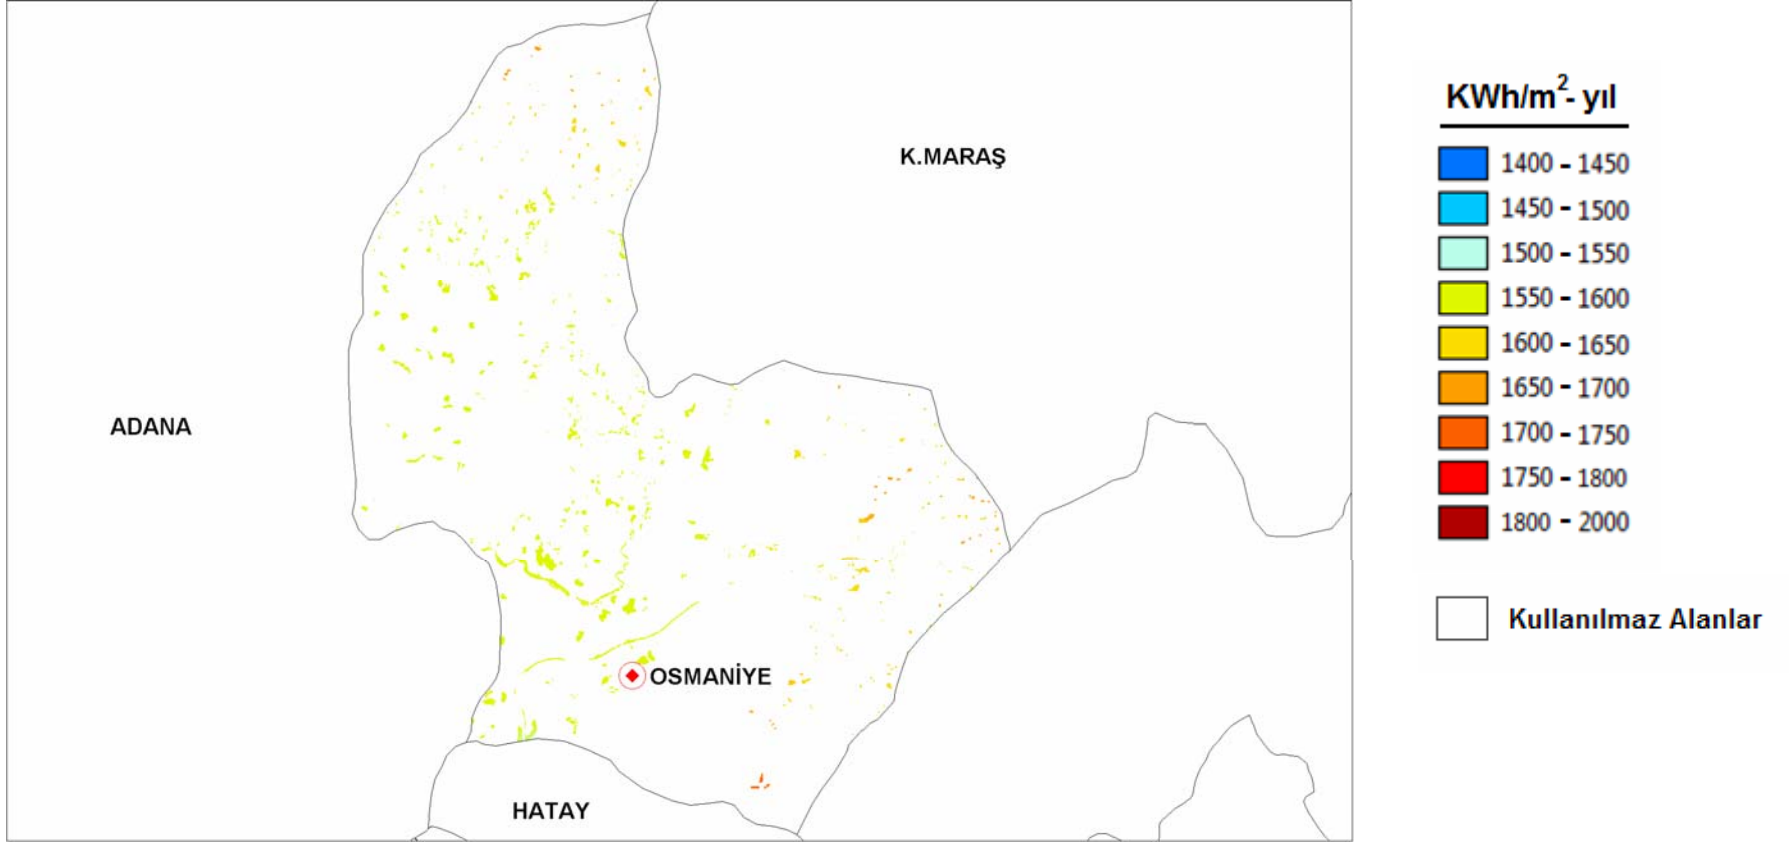 KWh/m²- yıl
K.MARAŞ
1400 - 1450
1450 - 1500
1500 - 1550
1550 - 1600
1600 - 1650
1650 - 1700
ADANA
1700 - 1750
1750 - 1800
1800 - 2000
Kullanılmaz Alanlar
OSMANİYE
HATAY